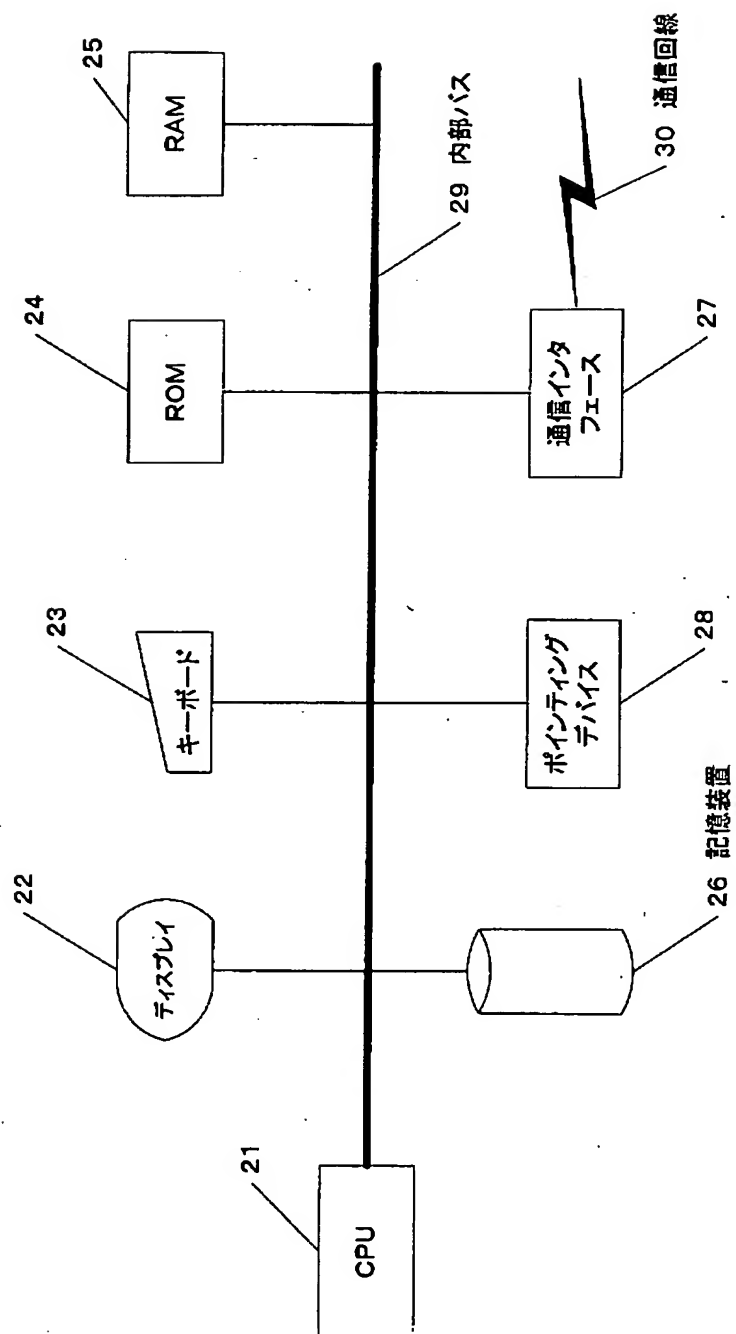 22
23
24
25
ディスプレイ
キーボード
ROM
RAM
21
CPU
29 内部バス
26 記憶装置
ポインティング
デバイス
28
通信インタ
フェース
27
30 通信回線